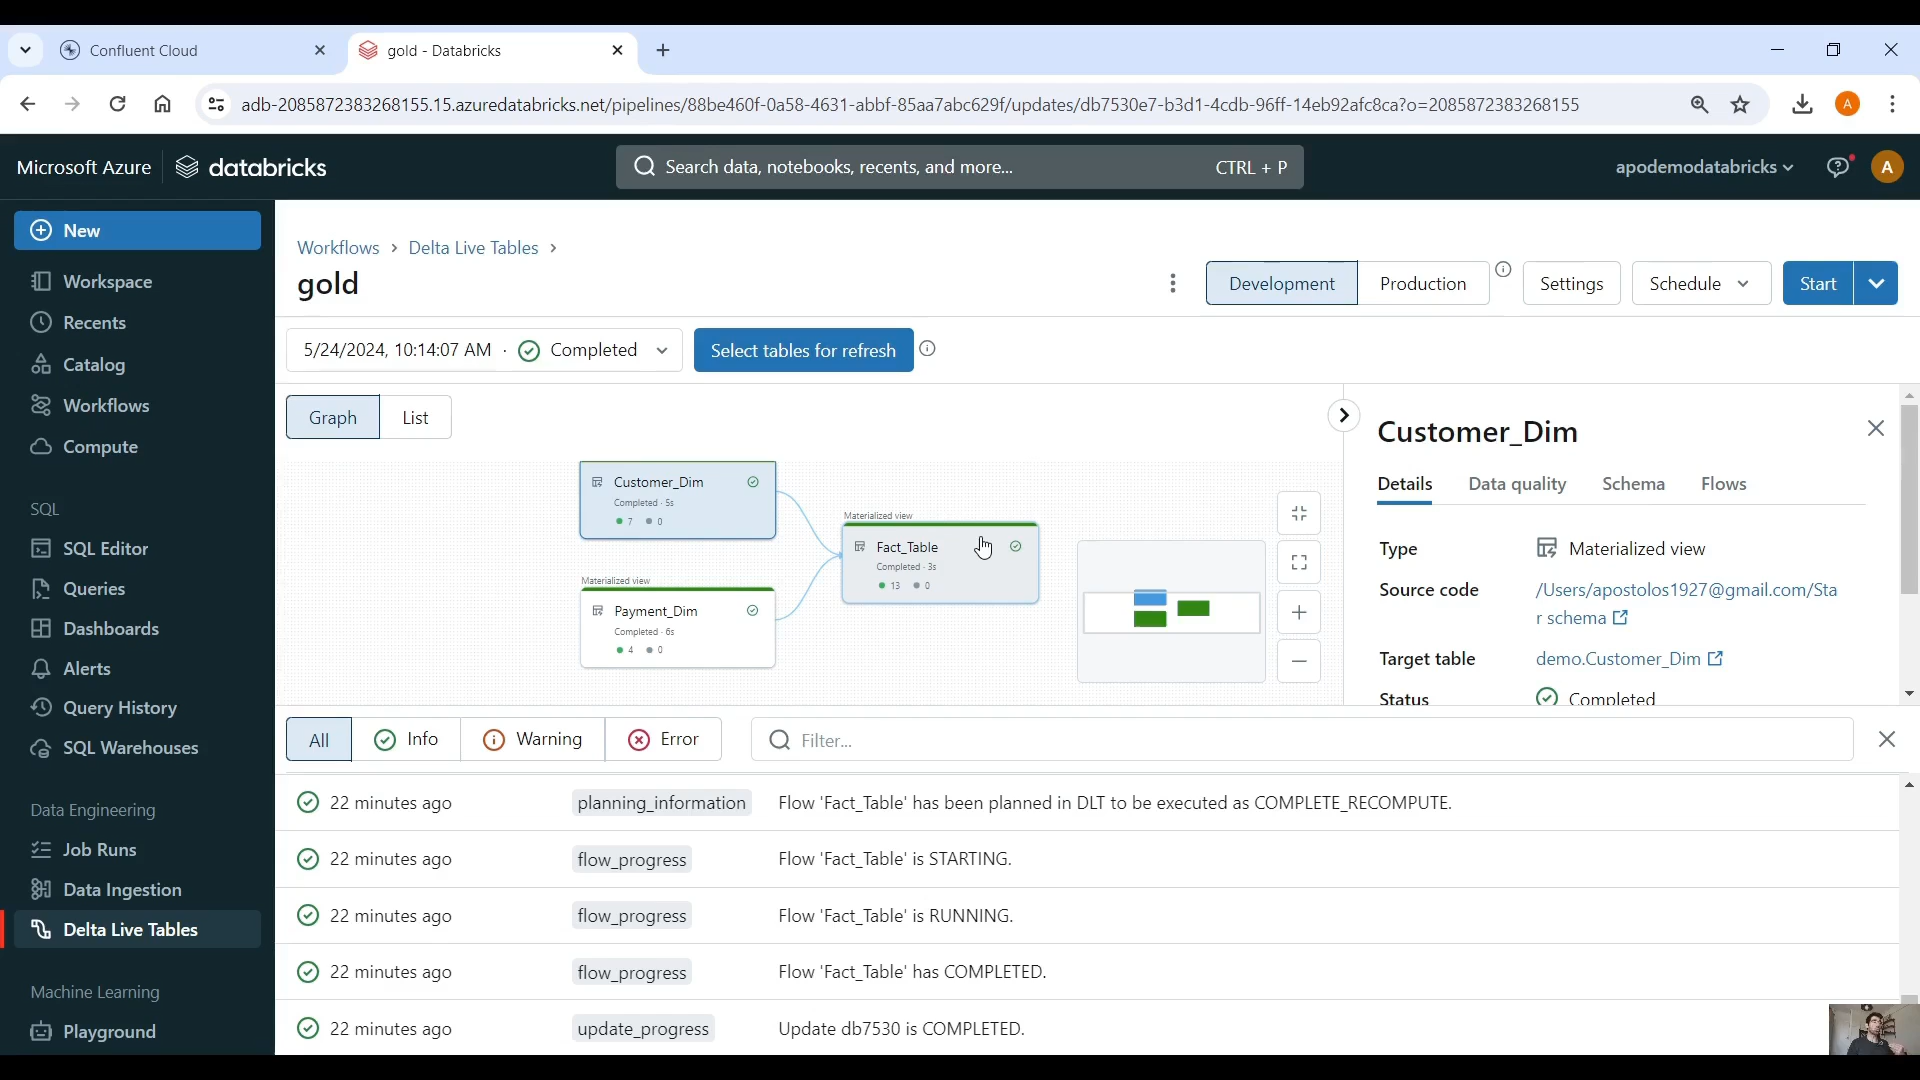 Confluent Cloud
gold - Databricks
adb-2085872383268155.15.azuredatabricks.net/pipelines/88be460f-0a58-4631-abbf-85aa7abc629f/updates/db7530e7-b3d1-4cdb-96ff-14eb92afc8ca?o=2085872383268155
A
Microsoft Azure
databricks
Search data, notebooks, recents, and more...
CTRL + P
apodemodatabricks
A
New
Workspace
Recents
Catalog
Workflows
Compute
SQL
SQL Editor
Queries
Dashboards
Alerts
Query History
SQL Warehouses
Data Engineering
Job Runs
Data Ingestion
Delta Live Tables
Machine Learning
Playground
Workflows > Delta Live Tables >
gold
Development
Production
Settings
Schedule
Start
5/24/2024, 10:14:07 AM · Completed
Select tables for refresh
Graph
List
Customer_Dim
Completed · 5s
7 0
Materialized view
Payment_Dim
Completed · 6s
4 0
Materialized view
Fact_Table
Completed · 3s
13 0
Customer_Dim
Details
Data quality
Schema
Flows
Type
Materialized view
Source code
/Users/apostolos1927@gmail.com/Sta
r schema
Target table
demo.Customer_Dim
Status
Completed
All
Info
Warning
Error
Filter...
22 minutes ago planning_information Flow 'Fact_Table' has been planned in DLT to be executed as COMPLETE_RECOMPUTE.
22 minutes ago flow_progress Flow 'Fact_Table' is STARTING.
22 minutes ago flow_progress Flow 'Fact_Table' is RUNNING.
22 minutes ago flow_progress Flow 'Fact_Table' has COMPLETED.
22 minutes ago update_progress Update db7530 is COMPLETED.